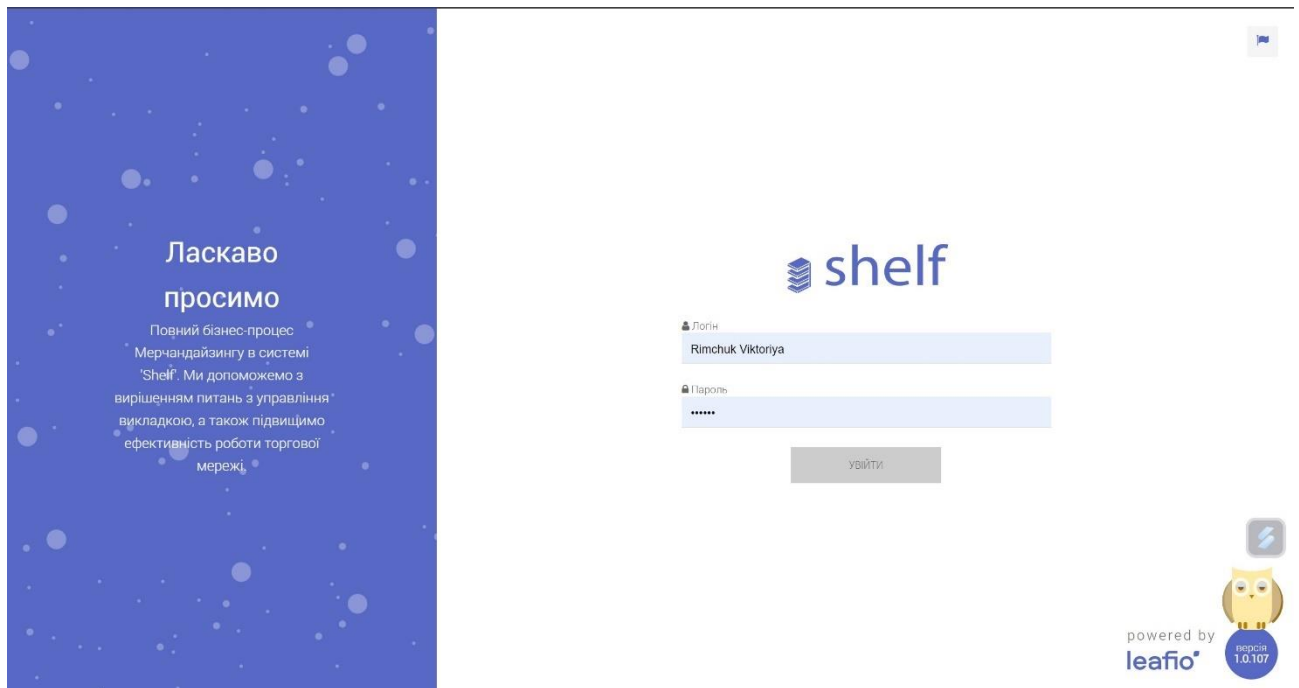 Ласкаво
просимо
Повний бізнес-процес
Мерчандайзингу в системі
'Shelf'. Ми допоможемо з
вирішенням питань з управління
викладкою, а також підвищимо
ефективність роботи торгової
мережі.
shelf
Логін
Rimchuk Viktoriya
Пароль
••••••
УВІЙТИ
powered by
leafio
версія
1.0.107